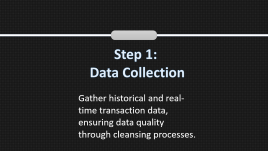 Step 1:
Data Collection
Gather historical and real-
time transaction data,
ensuring data quality
through cleansing processes.